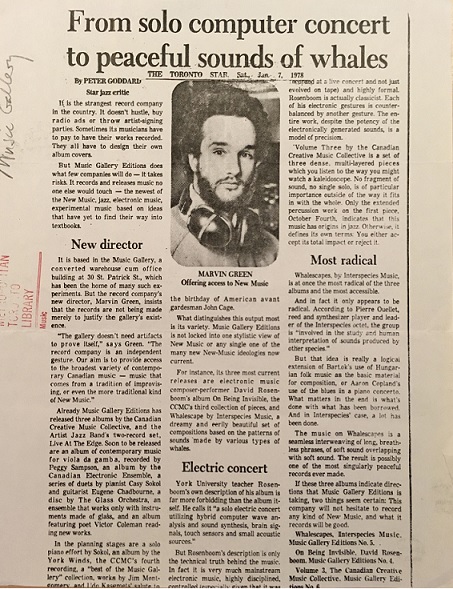 From solo computer concert
to peaceful sounds of whales
Music Gallery
By PETER GODDARD
Star jazz critic
THE TORONTO STAR, Sat., Jan. 7, 1978
It is the strangest record company
in the country. It doesn't hustle, buy
radio ads or throw artist-signing
parties. Sometimes its musicians have
to pay to have their works recorded.
They all have to design their own
album covers.
But Music Gallery Editions does
what few companies will do — it takes
risks. It records and releases music no
one else would touch — the newest of
the New Music, jazz, electronic music,
experimental music based on ideas
that have yet to find their way into
textbooks.
New director
It is based in the Music Gallery, a
converted warehouse cum office
building at 30 St. Patrick St., which
has been the home of many such ex-
periments. But the record company's
new director, Marvin Green, insists
that the records are not being made
merely to justify the gallery's exist-
ence.
"The gallery doesn't need artifacts
to prove itself," says Green. "The
record company is an independent
gesture. Our aim is to provide access
to the broadest variety of contempo-
rary Canadian music — music that
comes from a tradition of improvis-
ing, or even the more traditional kind
of New Music."
Already Music Gallery Editions has
released three albums by the Canadian
Creative Music Collective, and the
Artist Jazz Band's two-record set,
Live At The Edge. Soon to be released
are an album of contemporary music
for viola da gamba, recorded by
Peggy Sampson, an album by the
Canadian Electronic Ensemble, a
series of duets by pianist Casey Sokol
and guitarist Eugene Chadbourne, a
disc by The Glass Orchestra, an
ensemble that works only with instru-
ments made of glass, and an album
featuring poet Victor Coleman read-
ing new works.
In the planning stages are a solo
piano effort by Sokol, an album by the
York Winds, the CCMC's fourth
recording, a "best of the Music Gal-
lery" collection, works by Jim Mont-
gomery, and Udo Kasemets' salute to
LIBRARY
Music
MARVIN GREEN
Offering access to New Music
the birthday of American avant
gardesman John Cage.
What distinguishes this output most
is its variety. Music Gallery Editions is
not locked into one stylistic view of
New Music or any single one of the
many new New-Music ideologies now
current.
For instance, its three most current
releases are electronic music
composer-performer David Rosen-
boom's album On Being Invisible, the
CCMC's third collection of pieces, and
Whalescape by Interspecies Music, a
dreamy and eerily beautiful set of
compositions based on the patterns of
sounds made by various types of
whales.
Electric concert
York University teacher Rosen-
boom's own description of his album is
far more forbidding than the album it-
self. He calls it "a solo electric concert
utilizing hybrid computer wave an-
alysis and sound synthesis, brain sig-
nals, touch sensors and small acoustic
sources."
But Rosenboom's description is only
the technical truth behind the music.
In fact it is very much mainstream
electronic music, highly disciplined,
controlled (especially given that it was
recorded at a live concert and not just
evolved on tape) and highly formal.
Rosenboom is actually classicist. Each
of his electronic gestures is counter-
balanced by another gesture. The en-
tire work, despite the potency of the
electronically generated sounds, is a
model of precision.
Volume Three by the Canadian
Creative Music Collective is a set of
three dense, multi-layered pieces
which you listen to the way you might
watch a kaleidoscope. No fragment of
sound, no single solo, is of particular
importance outside of the way it fits
in with the whole. Only the extended
percussion work on the first piece,
October Fourth, indicates that this
music has origins in jazz. Otherwise, it
defines its own terms: You either ac-
cept its total impact or reject it.
Most radical
Whalescapes, by Interspecies Music,
is at once the most radical of the three
albums and the most accessible.
And in fact it only appears to be
radical. According to Pierre Ouellet,
reed and synthesizer player and lead-
er of the Interspecies octet, the group
is "involved in the study and human
interpretation of sounds produced by
other species."
But that idea is really a logical
extension of Bartok's use of Hungar-
ian folk music as the basic material
for composition, or Aaron Copland's
use of the blues in a piano concerto.
What matters in the end is what's
done with what has been borrowed.
And in Interspecies' case, a lot has
been done.
The music on Whalescapes is a
seamless interweaving of long, breath-
less phrases, of soft sound overlapping
with soft sound. The result is possibly
one of the most singularly peaceful
records ever made.
If these three albums indicate direc-
tions that Music Gallery Editions is
taking, two things seem certain: This
company will not hesitate to record
any kind of New Music, and what it
records will be good.
Whalescapes, Interspecies Music,
Music Gallery Editions No. 5.
On Being Invisible, David Rosen-
boom, Music Gallery Editions No. 4.
Volume 3, The Canadian Creative
Music Collective, Music Gallery Edi-